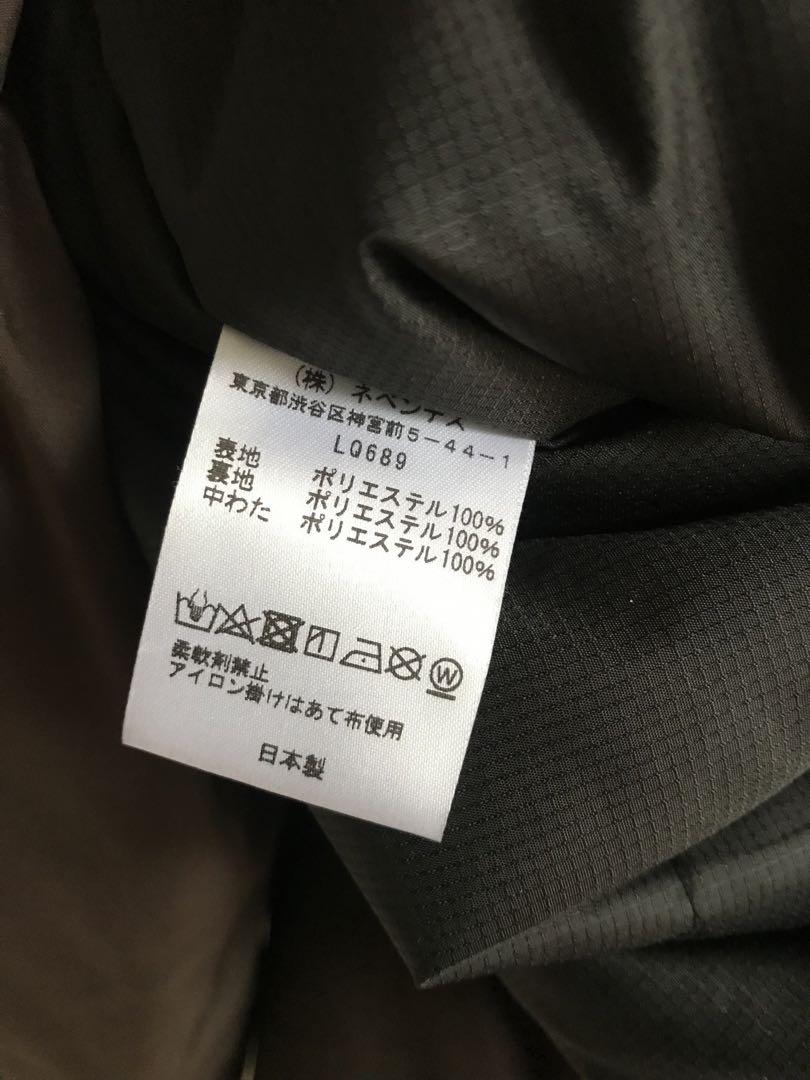 (株) ネペンテス
東京都渋谷区神宮前5-44-1
LQ689
表地 ポリエステル100%
裏地 ポリエステル100%
中わた ポリエステル100%
W
柔軟剤禁止
アイロン掛けはあて布使用
日本製